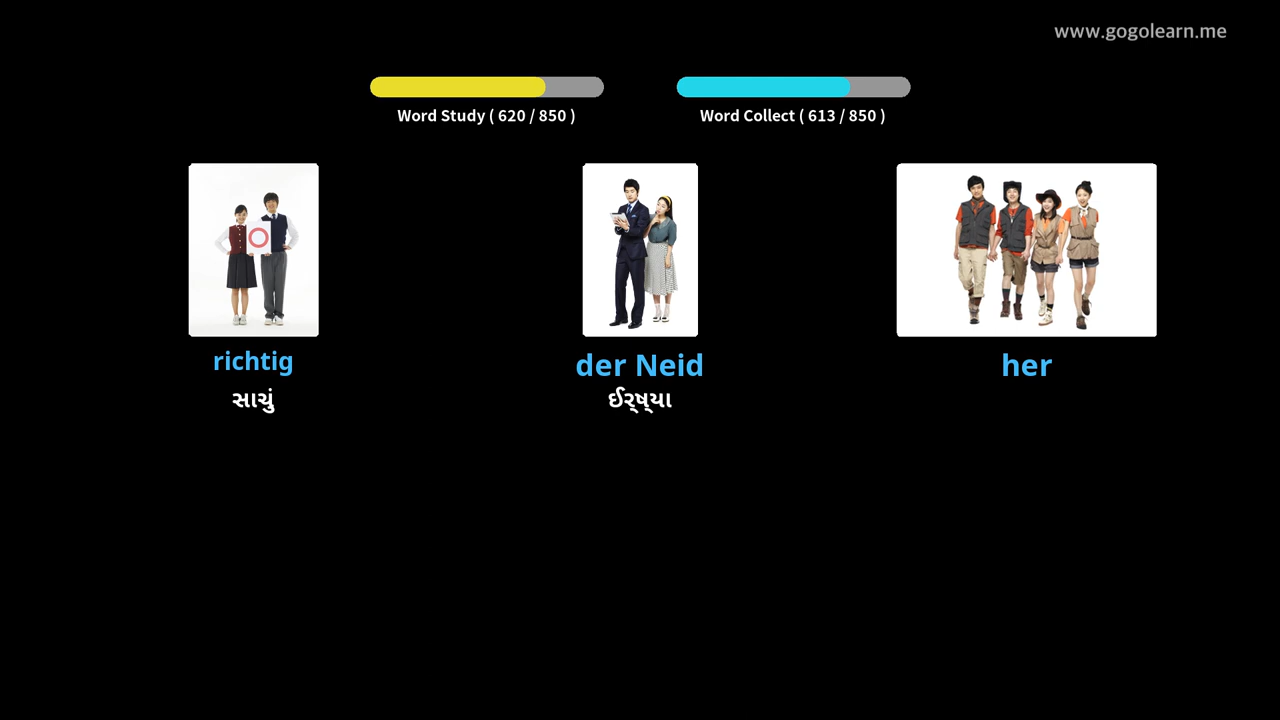 www.gogolearn.me
Word Study ( 620 / 850 )
Word Collect ( 613 / 850 )
richtig
der Neid
her
સાચું
ઈર્ષ્યા